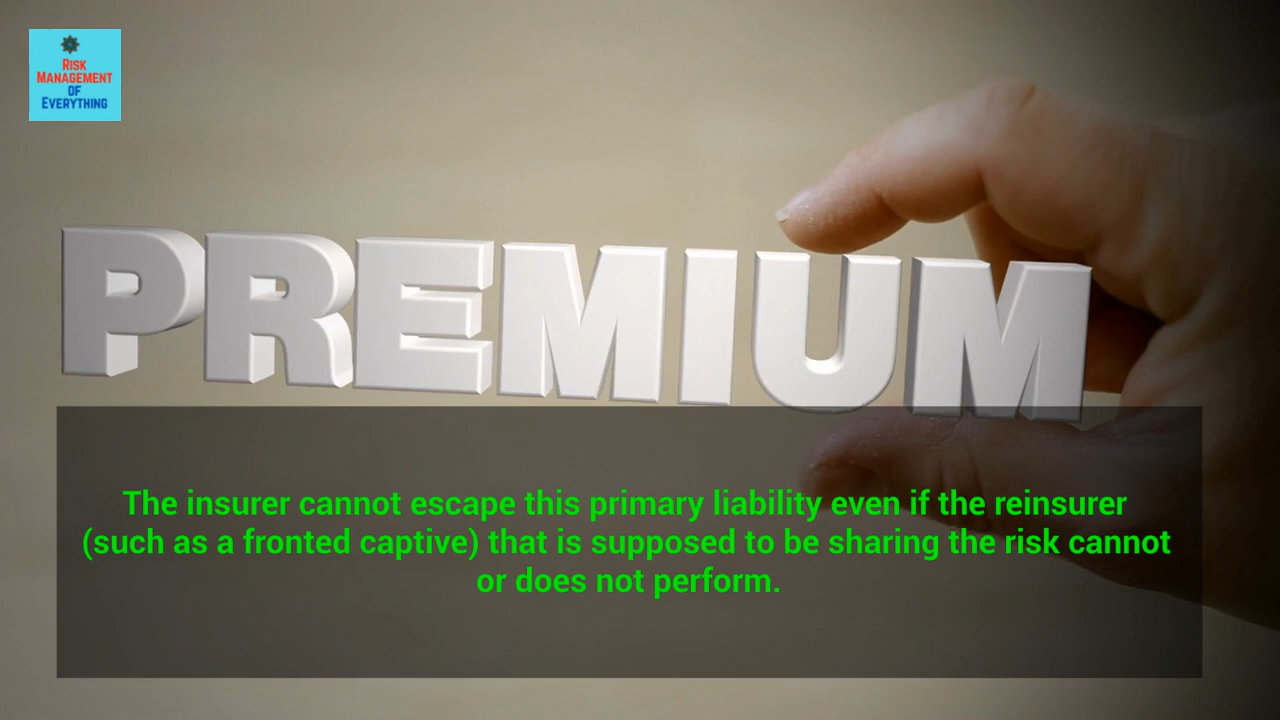 RISK
MANAGEMENT
OF
EVERYTHING
PREMIUM
The insurer cannot escape this primary liability even if the reinsurer
(such as a fronted captive) that is supposed to be sharing the risk cannot
or does not perform.